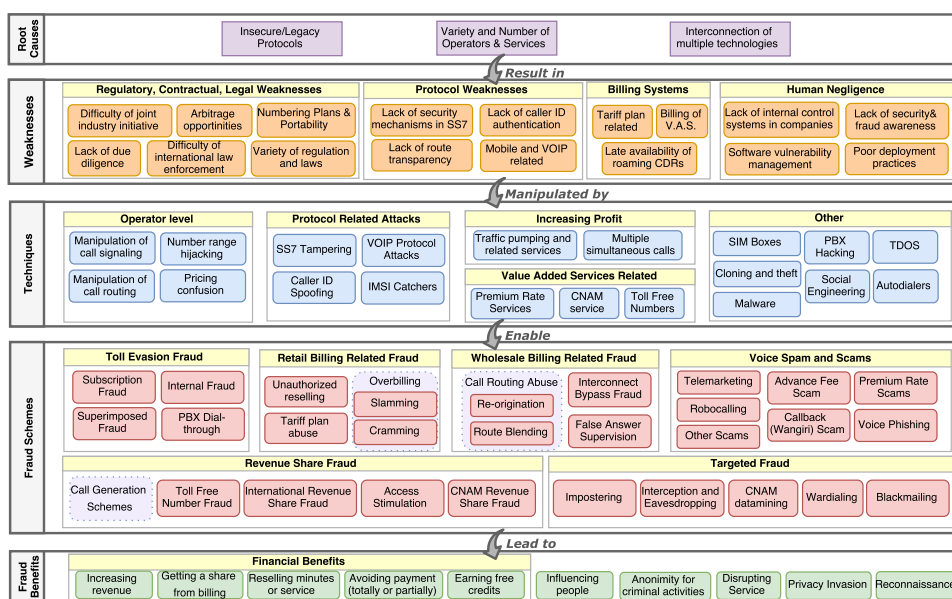 Root
Causes
Insecure/Legacy
Protocols
Variety and Number of
Operators & Services
Interconnection of
multiple technologies
Result in
Weaknesses
Regulatory, Contractual, Legal Weaknesses
Difficulty of joint
industry initiative
Arbitrage
opportinities
Numbering Plans &
Portability
Lack of due
diligence
Difficulty of
international law
enforcement
Variety of regulation
and laws
Protocol Weaknesses
Lack of security
mechanisms in SS7
Lack of caller ID
authentication
Lack of route
transparency
Mobile and VOIP
related
Billing Systems
Tariff plan
related
Billing of
V.A.S.
Late availability of
roaming CDRs
Human Negligence
Lack of internal control
systems in companies
Lack of security&
fraud awareness
Software vulnerability
management
Poor deployment
practices
Manipulated by
Techniques
Operator level
Manipulation of
call signaling
Number range
hijacking
Manipulation of
call routing
Pricing
confusion
Protocol Related Attacks
SS7 Tampering
VOIP Protocol
Attacks
Caller ID
Spoofing
IMSI Catchers
Increasing Profit
Traffic pumping and
related services
Multiple
simultaneous calls
Value Added Services Related
Premium Rate
Services
CNAM
service
Toll Free
Numbers
Other
SIM Boxes
PBX
Hacking
TDOS
Cloning and theft
Social
Engineering
Autodialers
Malware
Enable
Fraud Schemes
Toll Evasion Fraud
Subscription
Fraud
Internal Fraud
Superimposed
Fraud
PBX Dial-
through
Retail Billing Related Fraud
Unauthorized
reselling
Tariff plan
abuse
Overbilling
Slamming
Cramming
Wholesale Billing Related Fraud
Call Routing Abuse
Re-origination
Route Blending
Interconnect
Bypass Fraud
False Answer
Supervision
Voice Spam and Scams
Telemarketing
Advance Fee
Scam
Premium Rate
Scams
Robocalling
Callback
(Wangiri) Scam
Voice Phishing
Other Scams
Revenue Share Fraud
Call Generation
Schemes
Toll Free
Number Fraud
International Revenue
Share Fraud
Access
Stimulation
CNAM Revenue
Share Fraud
Targeted Fraud
Impostering
Interception and
Eavesdropping
CNAM
datamining
Wardialing
Blackmailing
Lead to
Fraud
Benefits
Financial Benefits
Increasing
revenue
Getting a share
from billing
Reselling minutes
or service
Avoiding payment
(totally or partially)
Earning free
credits
Influencing
people
Anonimity for
criminal activities
Disrupting
Service
Privacy Invasion
Reconnaissance